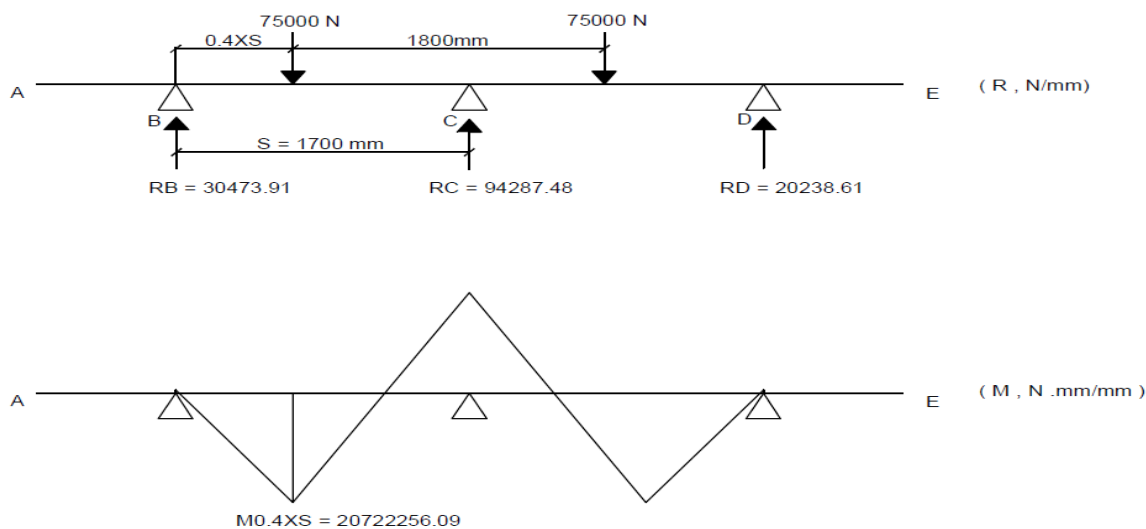 75000 N
75000 N
0.4XS
1800mm
A
E
( R , N/mm)
B
C
D
S = 1700 mm
RB = 30473.91
RC = 94287.48
RD = 20238.61
A
E
( M , N .mm/mm )
M0.4XS = 20722256.09